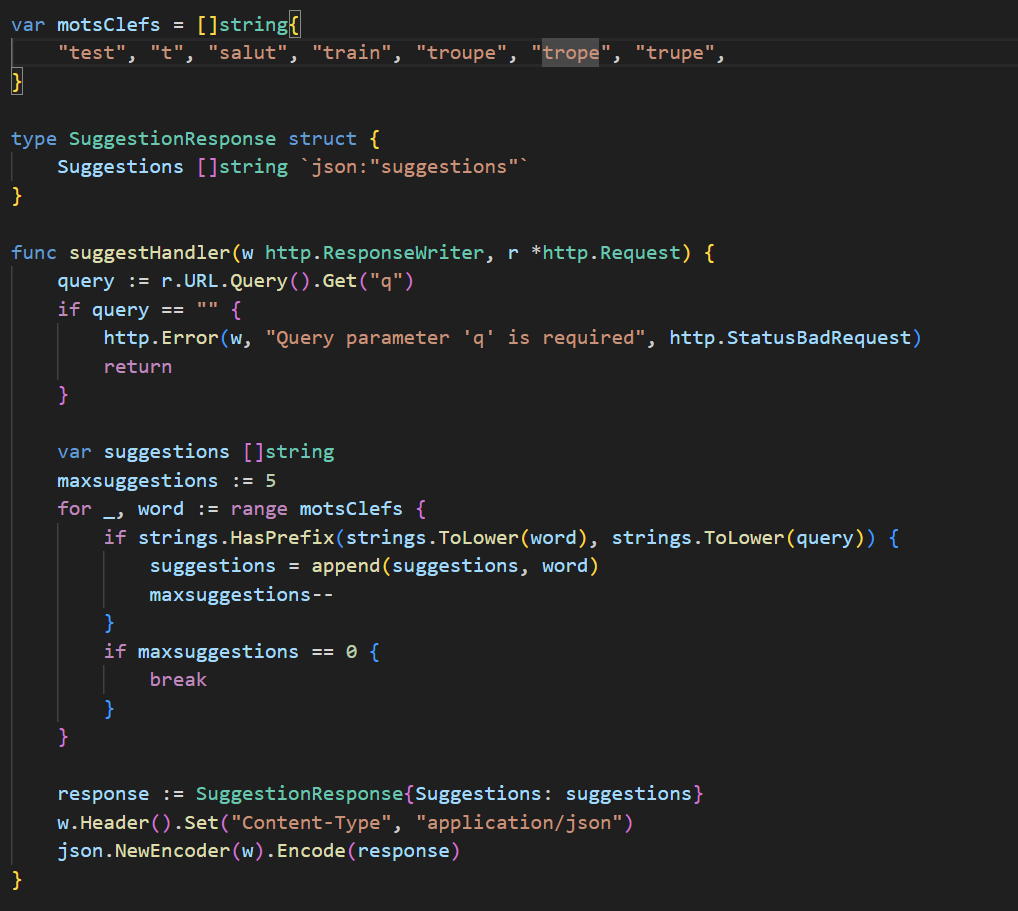 var motsClefs = []string{
    "test", "t", "salut", "train", "troupe", "trope", "trupe",
}

type SuggestionResponse struct {
    Suggestions []string `json:"suggestions"`
}

func suggestHandler(w http.ResponseWriter, r *http.Request) {
    query := r.URL.Query().Get("q")
    if query == "" {
        http.Error(w, "Query parameter 'q' is required", http.StatusBadRequest)
        return
    }

    var suggestions []string
    maxsuggestions := 5
    for _, word := range motsClefs {
        if strings.HasPrefix(strings.ToLower(word), strings.ToLower(query)) {
            suggestions = append(suggestions, word)
            maxsuggestions--
        }
        if maxsuggestions == 0 {
            break
        }
    }

    response := SuggestionResponse{Suggestions: suggestions}
    w.Header().Set("Content-Type", "application/json")
    json.NewEncoder(w).Encode(response)
}